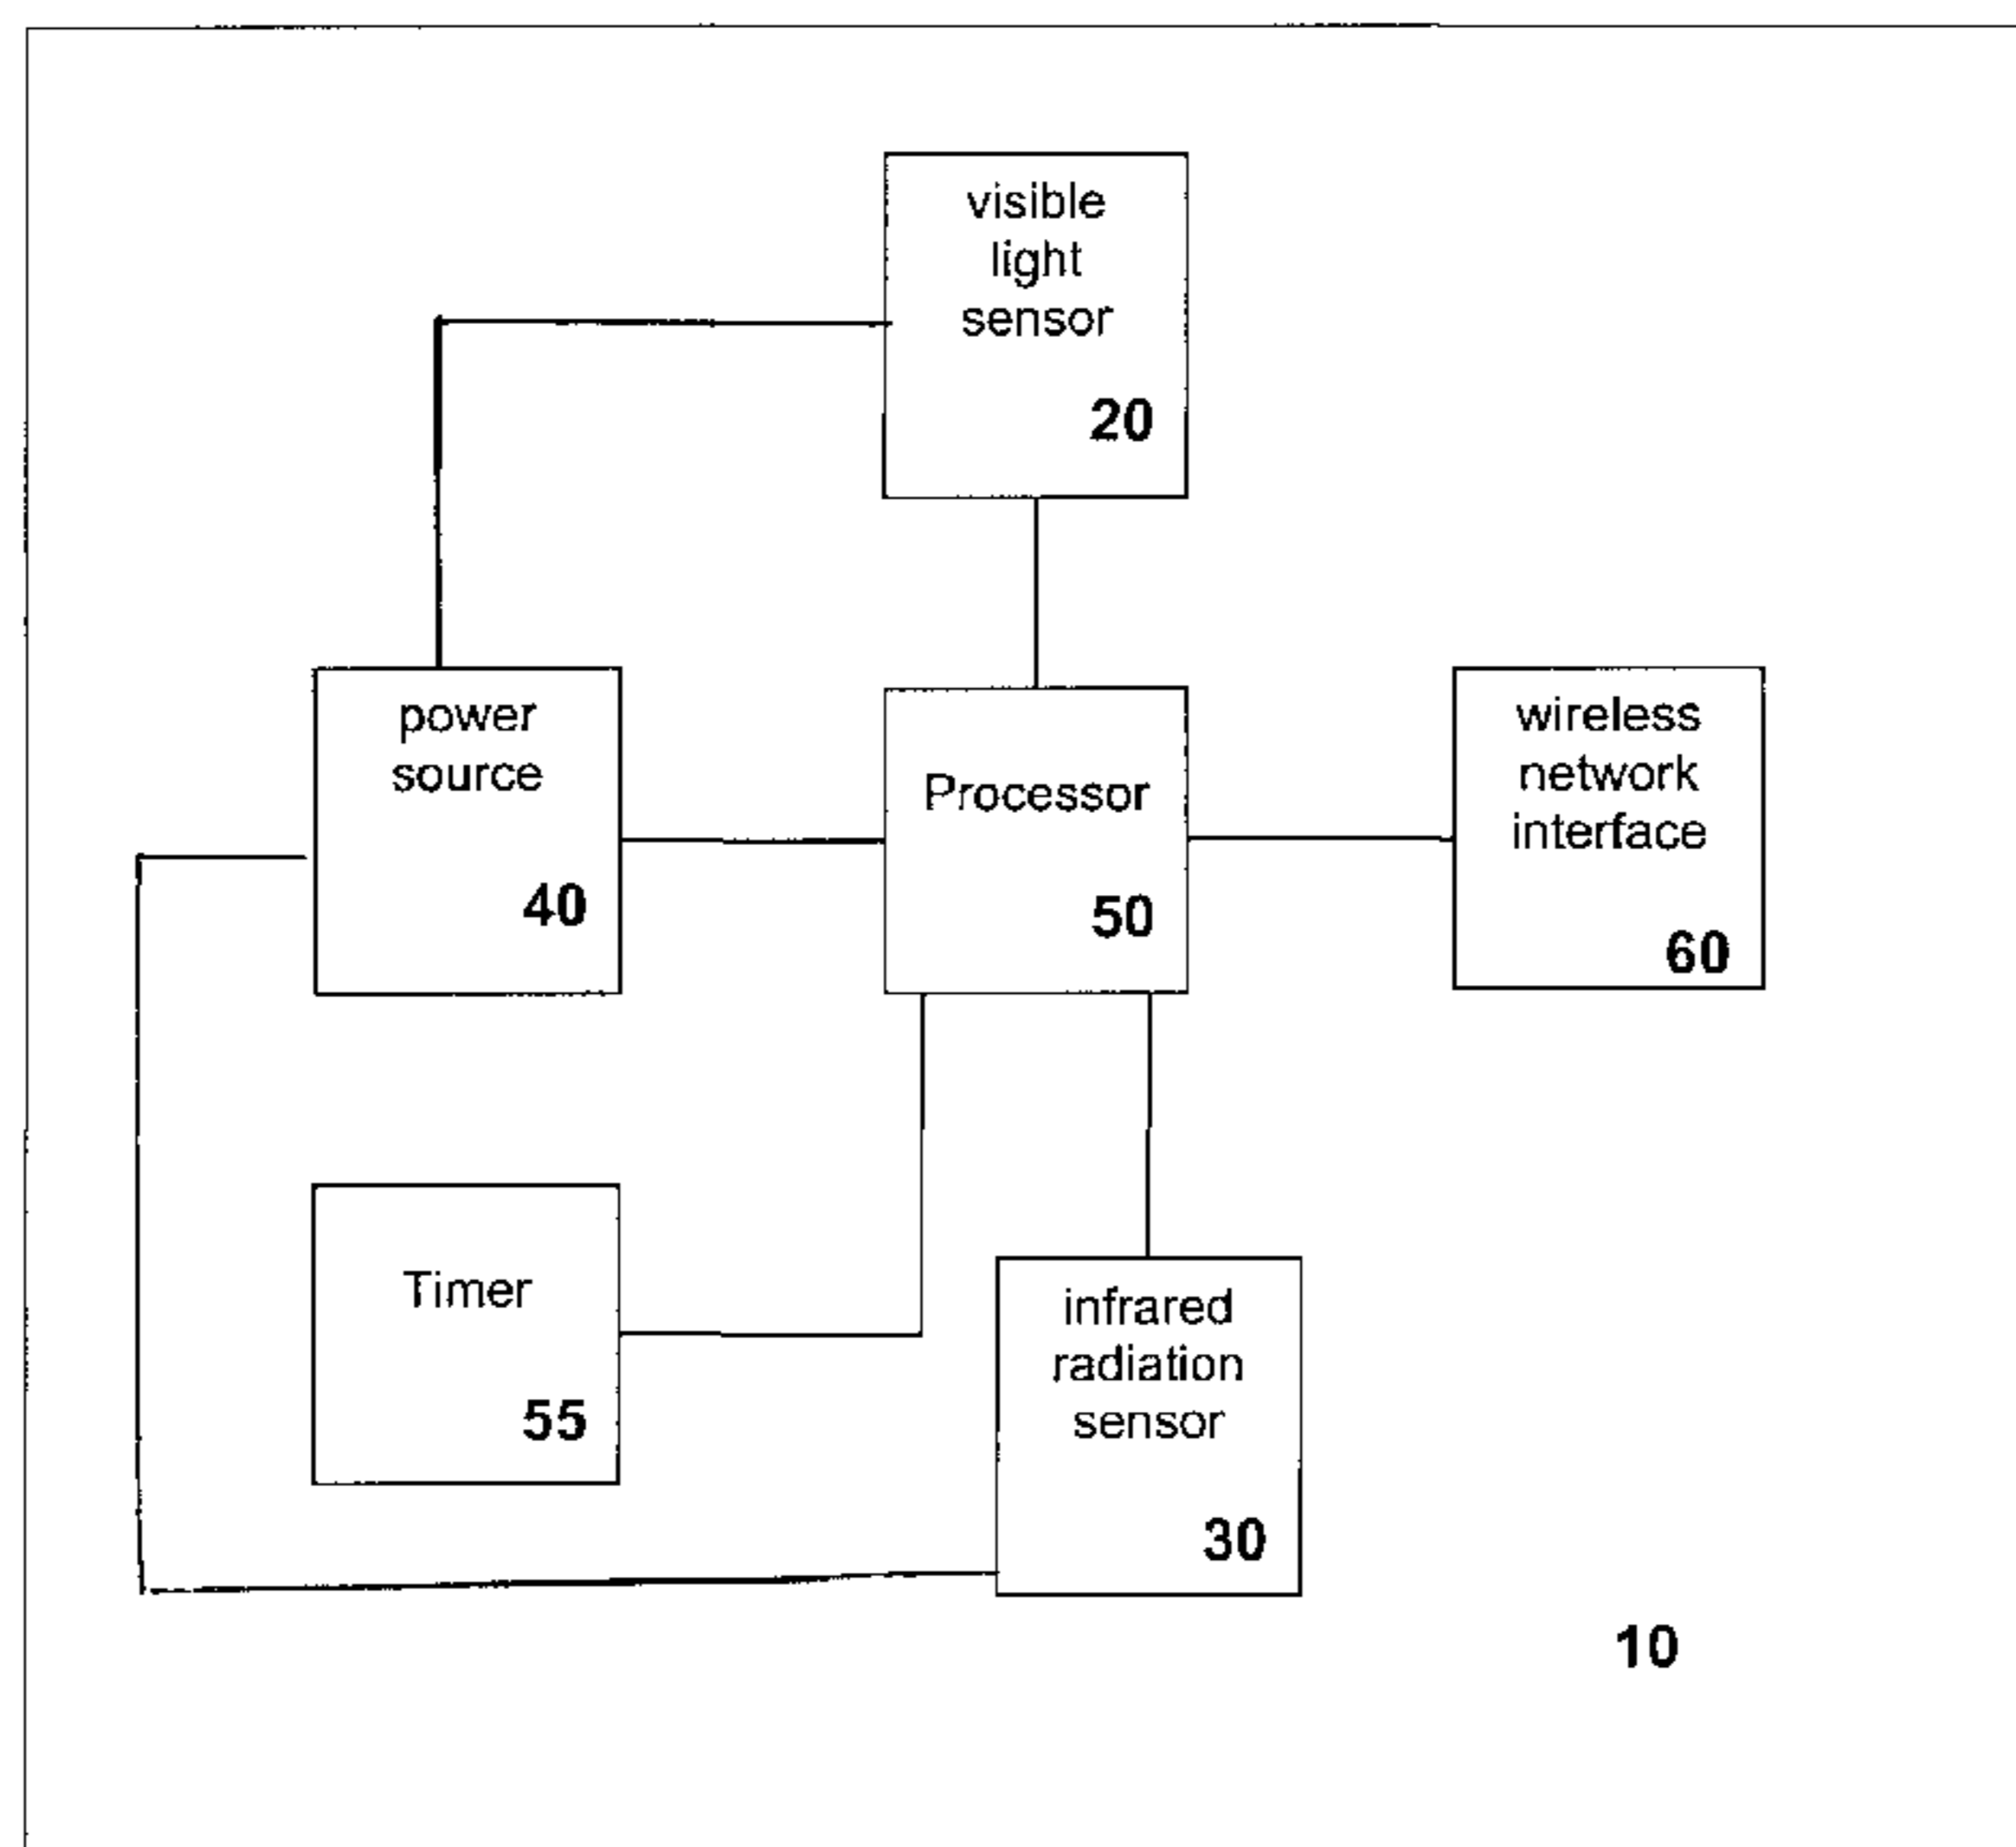 visible
light
sensor
20
power
source
40
Processor
50
wireless
network
interface
60
Timer
55
infrared
radiation
sensor
30
10